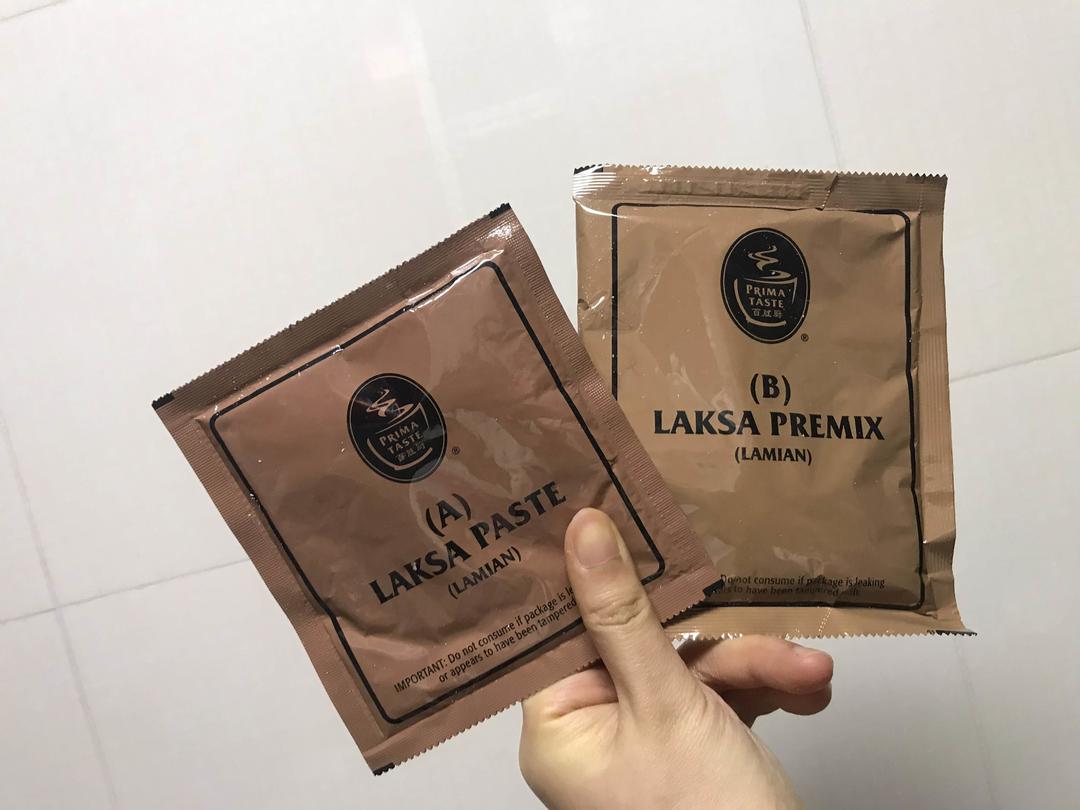 PRIMA
TASTE
百味厨
®
(A)
LAKSA PASTE
(LAMIAN)
IMPORTANT: Do not consume if package is
or appears to have been tampered
PRIMA
TASTE
百味厨
®
(B)
LAKSA PREMIX
(LAMIAN)
Do not consume if package is leaking
to have been tampered with